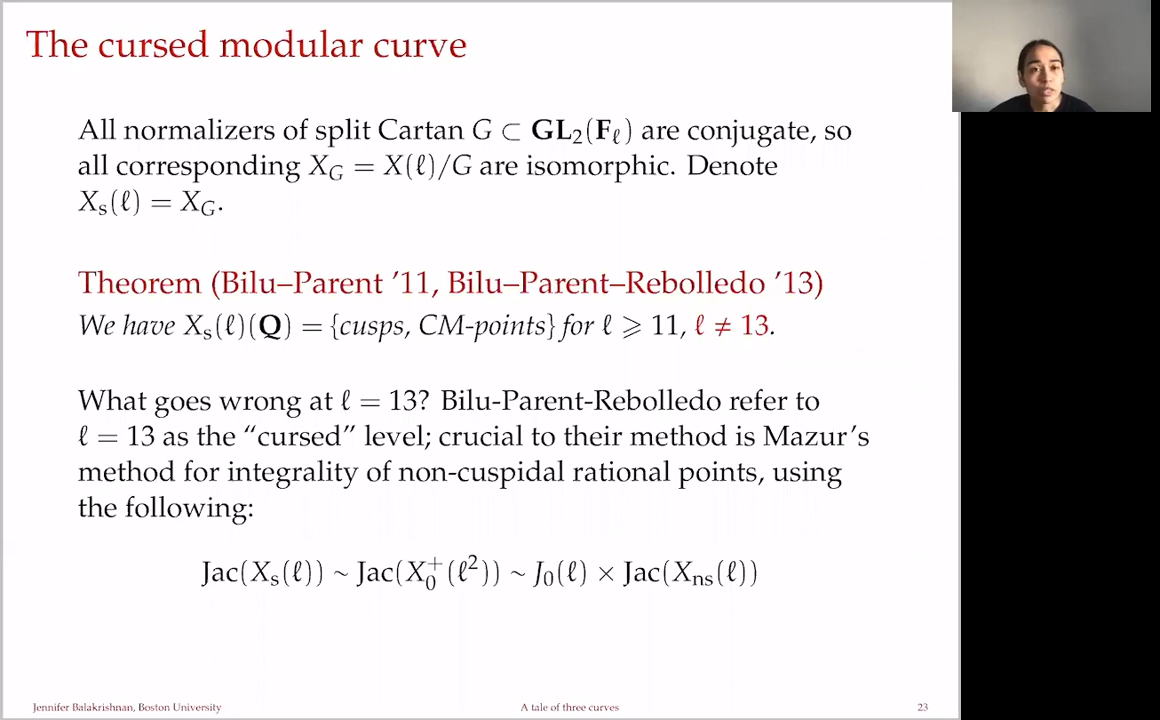 The cursed modular curve
All normalizers of split Cartan G ⊂ GL₂(F_ℓ) are conjugate, so
all corresponding X_G = X(ℓ)/G are isomorphic. Denote
X_s(ℓ) = X_G.
Theorem (Bilu–Parent ’11, Bilu–Parent–Rebolledo ’13)
We have X_s(ℓ)(Q) = {cusps, CM-points} for ℓ ⩾ 11, ℓ ≠ 13.
What goes wrong at ℓ = 13? Bilu-Parent-Rebolledo refer to
ℓ = 13 as the “cursed” level; crucial to their method is Mazur’s
method for integrality of non-cuspidal rational points, using
the following:
Jac(X_s(ℓ)) ~ Jac(X₀⁺(ℓ²)) ~ J₀(ℓ) × Jac(X_ns(ℓ))
Jennifer Balakrishnan, Boston University
A tale of three curves
23